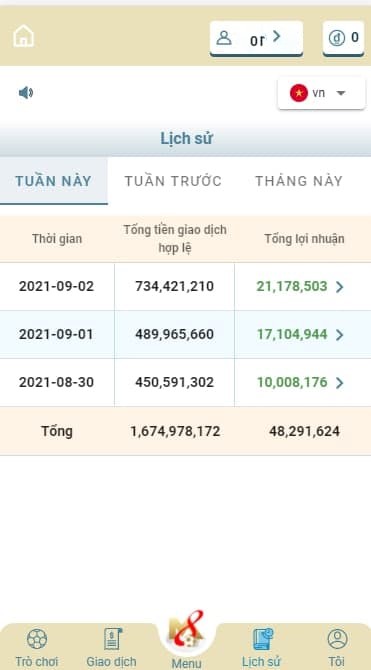 0
vn
Lịch sử
TUẦN NÀY TUẦN TRƯỚC THÁNG NÀY
Thời gian Tổng tiền giao dịch hợp lệ Tổng lợi nhuận
2021-09-02 734,421,210 21,178,503
2021-09-01 489,965,660 17,104,944
2021-08-30 450,591,302 10,008,176
Tổng 1,674,978,172 48,291,624
Trò chơi Giao dịch Menu Lịch sử Tôi